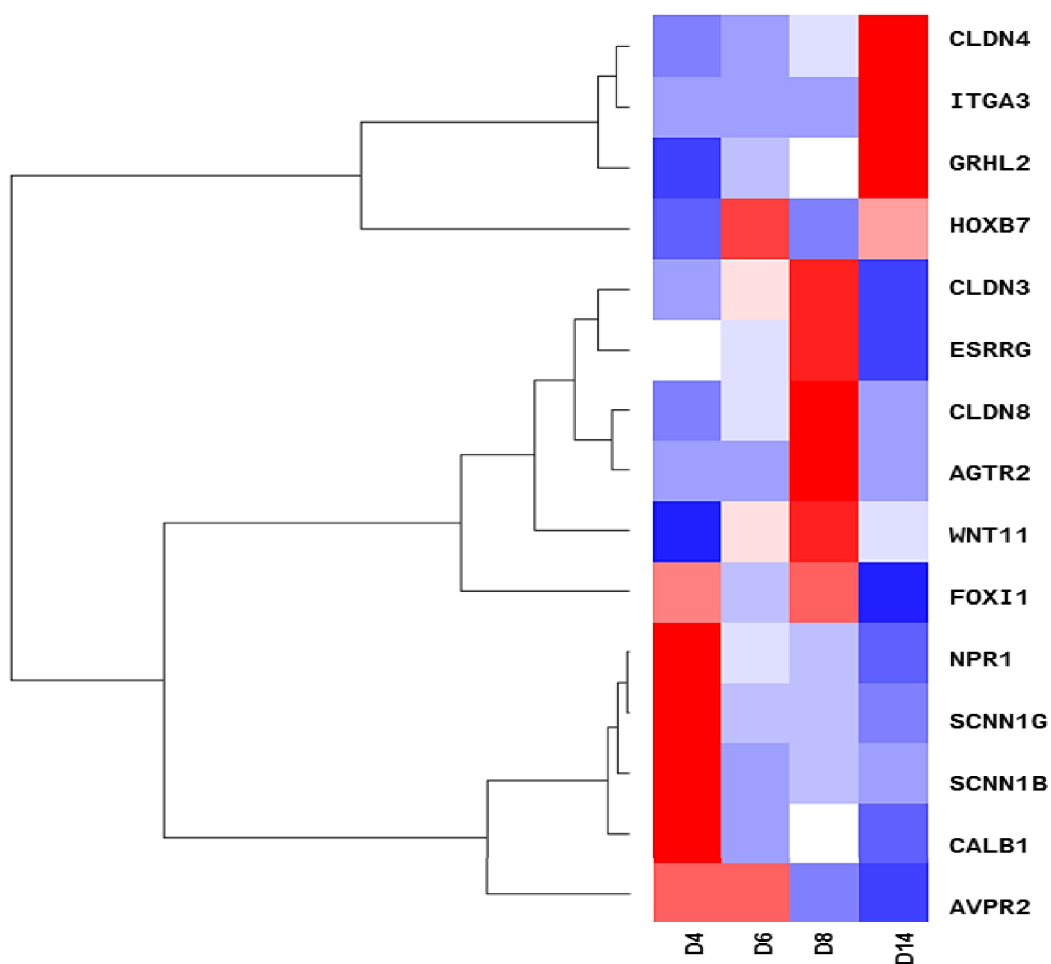 CLDN4
ITGA3
GRHL2
HOXB7
CLDN3
ESRRG
CLDN8
AGTR2
WNT11
FOXI1
NPR1
SCNN1G
SCNN1B
CALB1
AVPR2
D4 D6 D8 D14